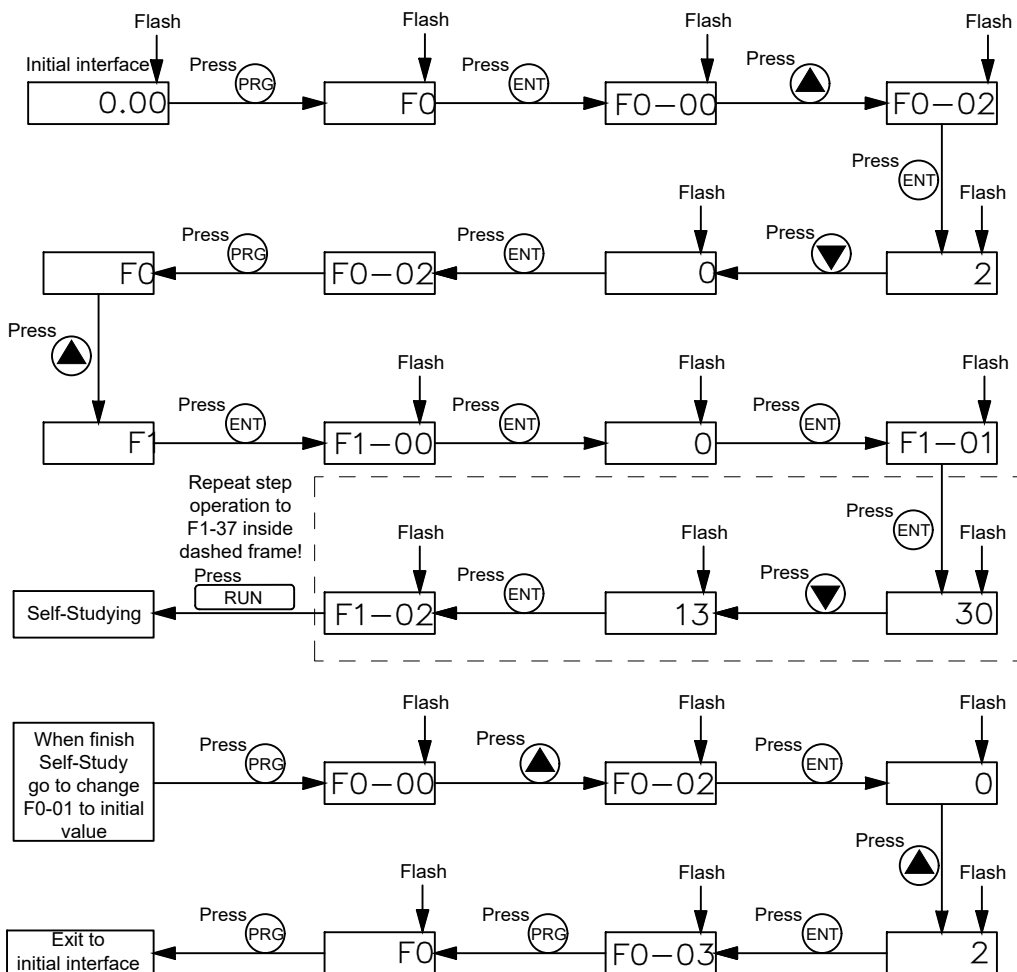 Flash
Flash
Flash
Flash
Initial interface
Press
PRG
Press
ENT
Press
0.00
F0
F0-00
F0-02
Press
ENT
Flash
Flash
Press
PRG
Press
ENT
Press
F0
F0-02
0
2
Press
Flash
Flash
Flash
Press
ENT
Press
ENT
Press
ENT
F1
F1-00
0
F1-01
Repeat step
operation to
F1-37 inside
dashed frame!
Press
ENT
Flash
Flash
Flash
Press
RUN
Press
ENT
Press
Self-Studying
F1-02
13
30
Flash
Flash
Flash
When finish
Self-Study
go to change
F0-01 to initial
value
Press
PRG
Press
Press
ENT
F0-00
F0-02
0
Press
Flash
Flash
Flash
Press
PRG
Press
PRG
Press
ENT
Exit to
initial interface
F0
F0-03
2